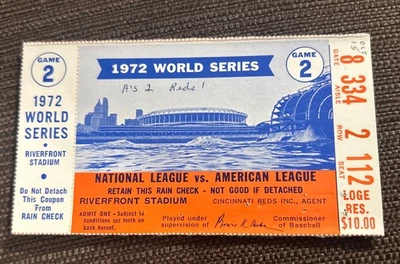 GAME
2
1972
WORLD
SERIES
RIVERFRONT
STADIUM
Do Not Detach
This Coupon
From
RAIN CHECK
1972 WORLD SERIES
GAME
2
A's 2 Reds 1
NATIONAL LEAGUE vs. AMERICAN LEAGUE
RETAIN THIS RAIN CHECK - NOT GOOD IF DETACHED
RIVERFRONT STADIUM
CINCINNATI REDS INC., AGENT
ADMIT ONE—Subject to
conditions set forth on
back hereof.
Played under
supervision of
Commissioner
of Baseball
OCT
15
GATE
8
AISLE
334
ROW
2
SEAT
112
LOGE
RES.
$10.00